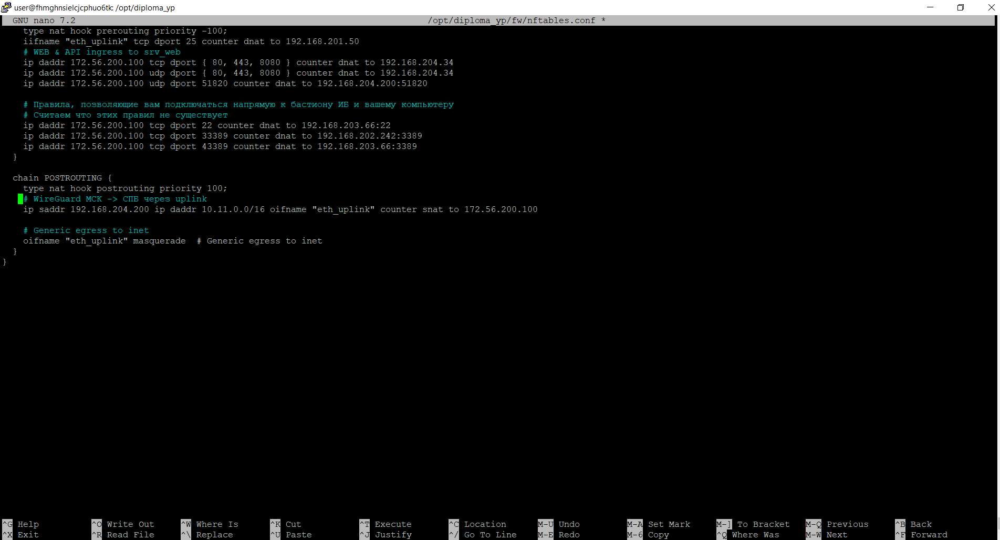 user@fhmghnsielcjcphuo6tk: /opt/diploma_yp
GNU nano 7.2 /opt/diploma_yp/fw/nftables.conf *
type nat hook prerouting priority -100;
iifname "eth_uplink" tcp dport 25 counter dnat to 192.168.201.50
# WEB & API ingress to srv_web
ip daddr 172.56.200.100 tcp dport { 80, 443, 8080 } counter dnat to 192.168.204.34
ip daddr 172.56.200.100 udp dport { 80, 443, 8080 } counter dnat to 192.168.204.34
ip daddr 172.56.200.100 udp dport 51820 counter dnat to 192.168.204.200:51820
# Правила, позволяющие вам подключаться напрямую к бастиону ИБ и вашему компьютеру
# Считаем что этих правил не существует
ip daddr 172.56.200.100 tcp dport 22 counter dnat to 192.168.203.66:22
ip daddr 172.56.200.100 tcp dport 33389 counter dnat to 192.168.202.242:3389
ip daddr 172.56.200.100 tcp dport 43389 counter dnat to 192.168.203.66:3389
}
chain POSTROUTING {
type nat hook postrouting priority 100;
# WireGuard МСК -> СПБ через uplink
ip saddr 192.168.204.200 ip daddr 10.11.0.0/16 oifname "eth_uplink" counter snat to 172.56.200.100
# Generic egress to inet
oifname "eth_uplink" masquerade # Generic egress to inet
}
}
^G Help ^O Write Out ^W Where Is ^K Cut ^T Execute ^C Location M-U Undo M-A Set Mark M-] To Bracket M-Q Previous ^B Back
^X Exit ^R Read File ^\ Replace ^U Paste ^J Justify ^/ Go To Line M-E Redo M-6 Copy ^Q Where Was M-W Next ^F Forward